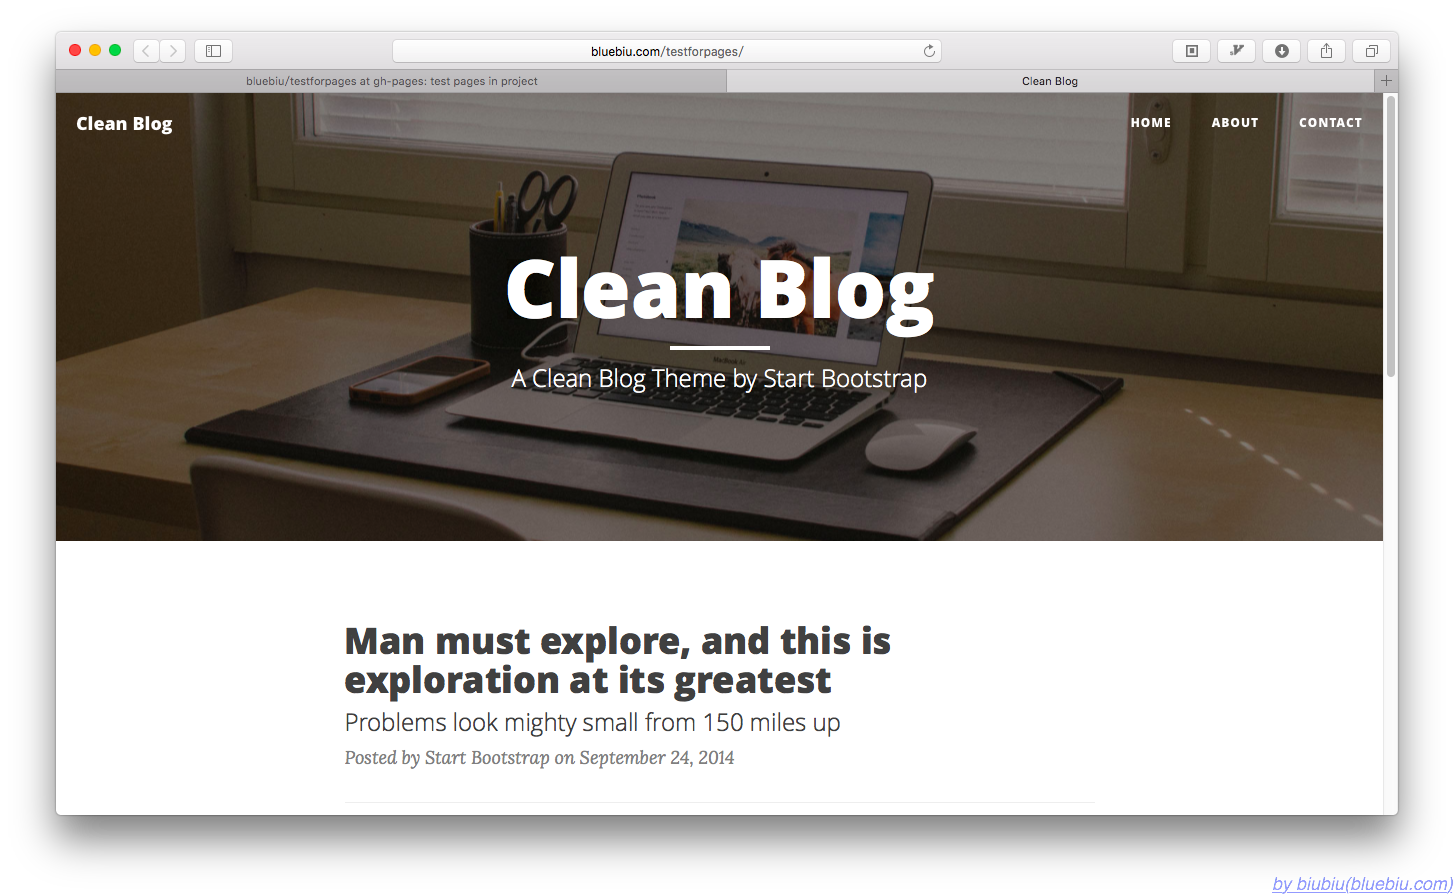 bluebiu.com/testforpages/
bluebiu/testforpages at gh-pages: test pages in project
Clean Blog
Clean Blog
HOME
ABOUT
CONTACT
Clean Blog
A Clean Blog Theme by Start Bootstrap
Man must explore, and this is
exploration at its greatest
Problems look mighty small from 150 miles up
Posted by Start Bootstrap on September 24, 2014
by biubiu(bluebiu.com)